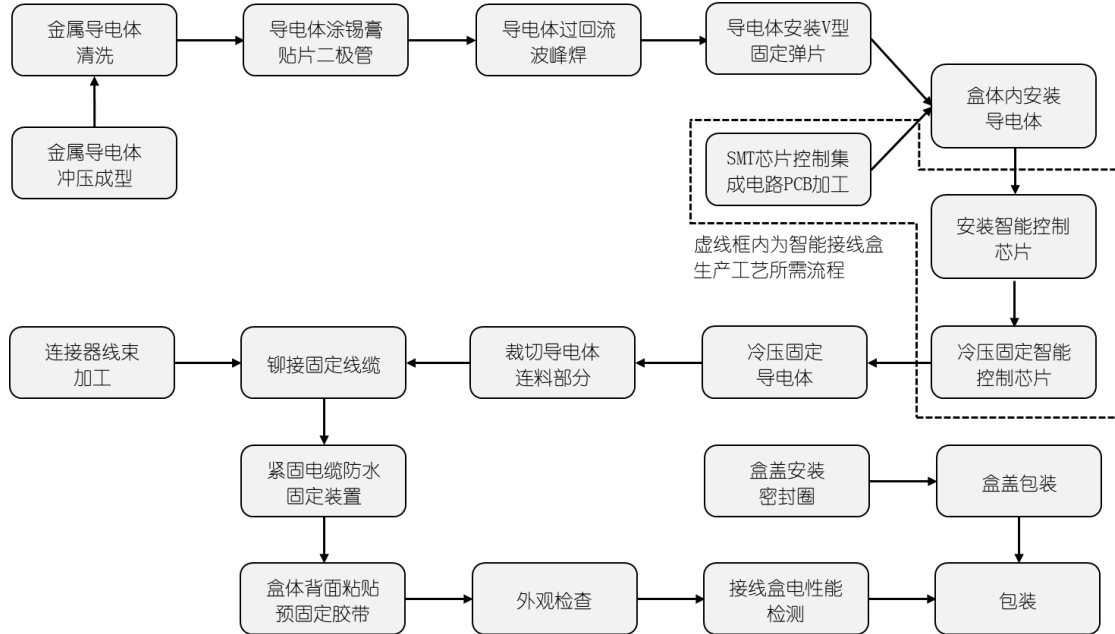 金属导电体
清洗
导电体涂锡膏
贴片二极管
导电体过回流
波峰焊
导电体安装V型
固定弹片
盒体内安装
导电体
金属导电体
冲压成型
SMT芯片控制集
成电路PCB加工
安装智能控制
芯片
虚线框内为智能接线盒
生产工艺所需流程
连接器线束
加工
铆接固定线缆
裁切导电体
连料部分
冷压固定
导电体
冷压固定智能
控制芯片
紧固电缆防水
固定装置
盒盖安装
密封圈
盒盖包装
盒体背面粘贴
预固定胶带
外观检查
接线盒电性能
检测
包装